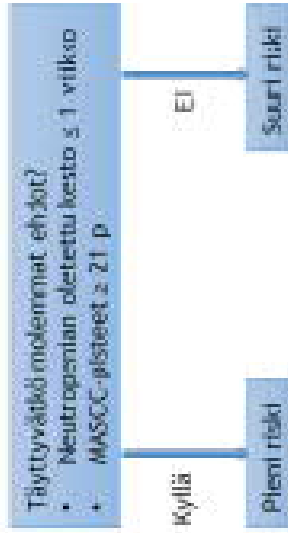 Täyttyvätkö molemmat ehdot?
• Neutropenian oletettu kesto ≤ 1 viikko
• MASCC-pisteet ≥ 21 p
Kyllä
Ei
Pieni riski
Suuri riski